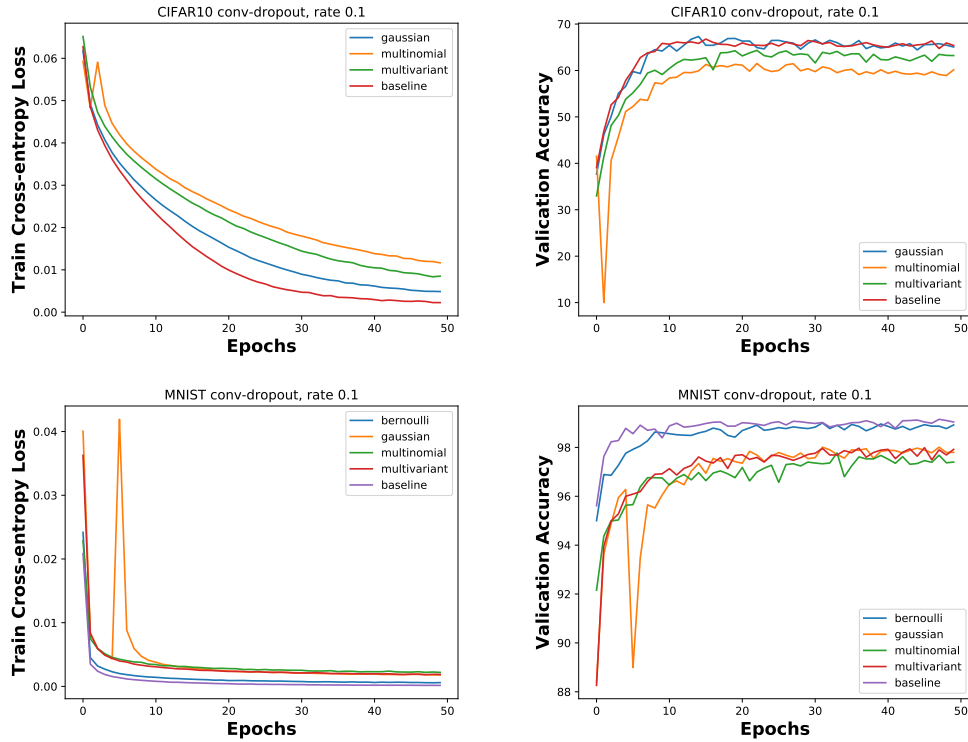 CIFAR10 conv-dropout, rate 0.1
Train Cross-entropy Loss
0.06
0.05
0.04
0.03
0.02
0.01
0.00
gaussian
multinomial
multivariant
baseline
0 10 20 30 40 50
Epochs
CIFAR10 conv-dropout, rate 0.1
Valication Accuracy
70
60
50
40
30
20
10
gaussian
multinomial
multivariant
baseline
0 10 20 30 40 50
Epochs
MNIST conv-dropout, rate 0.1
Train Cross-entropy Loss
0.04
0.03
0.02
0.01
0.00
bernoulli
gaussian
multinomial
multivariant
baseline
0 10 20 30 40 50
Epochs
MNIST conv-dropout, rate 0.1
Valication Accuracy
98
96
94
92
90
88
bernoulli
gaussian
multinomial
multivariant
baseline
0 10 20 30 40 50
Epochs